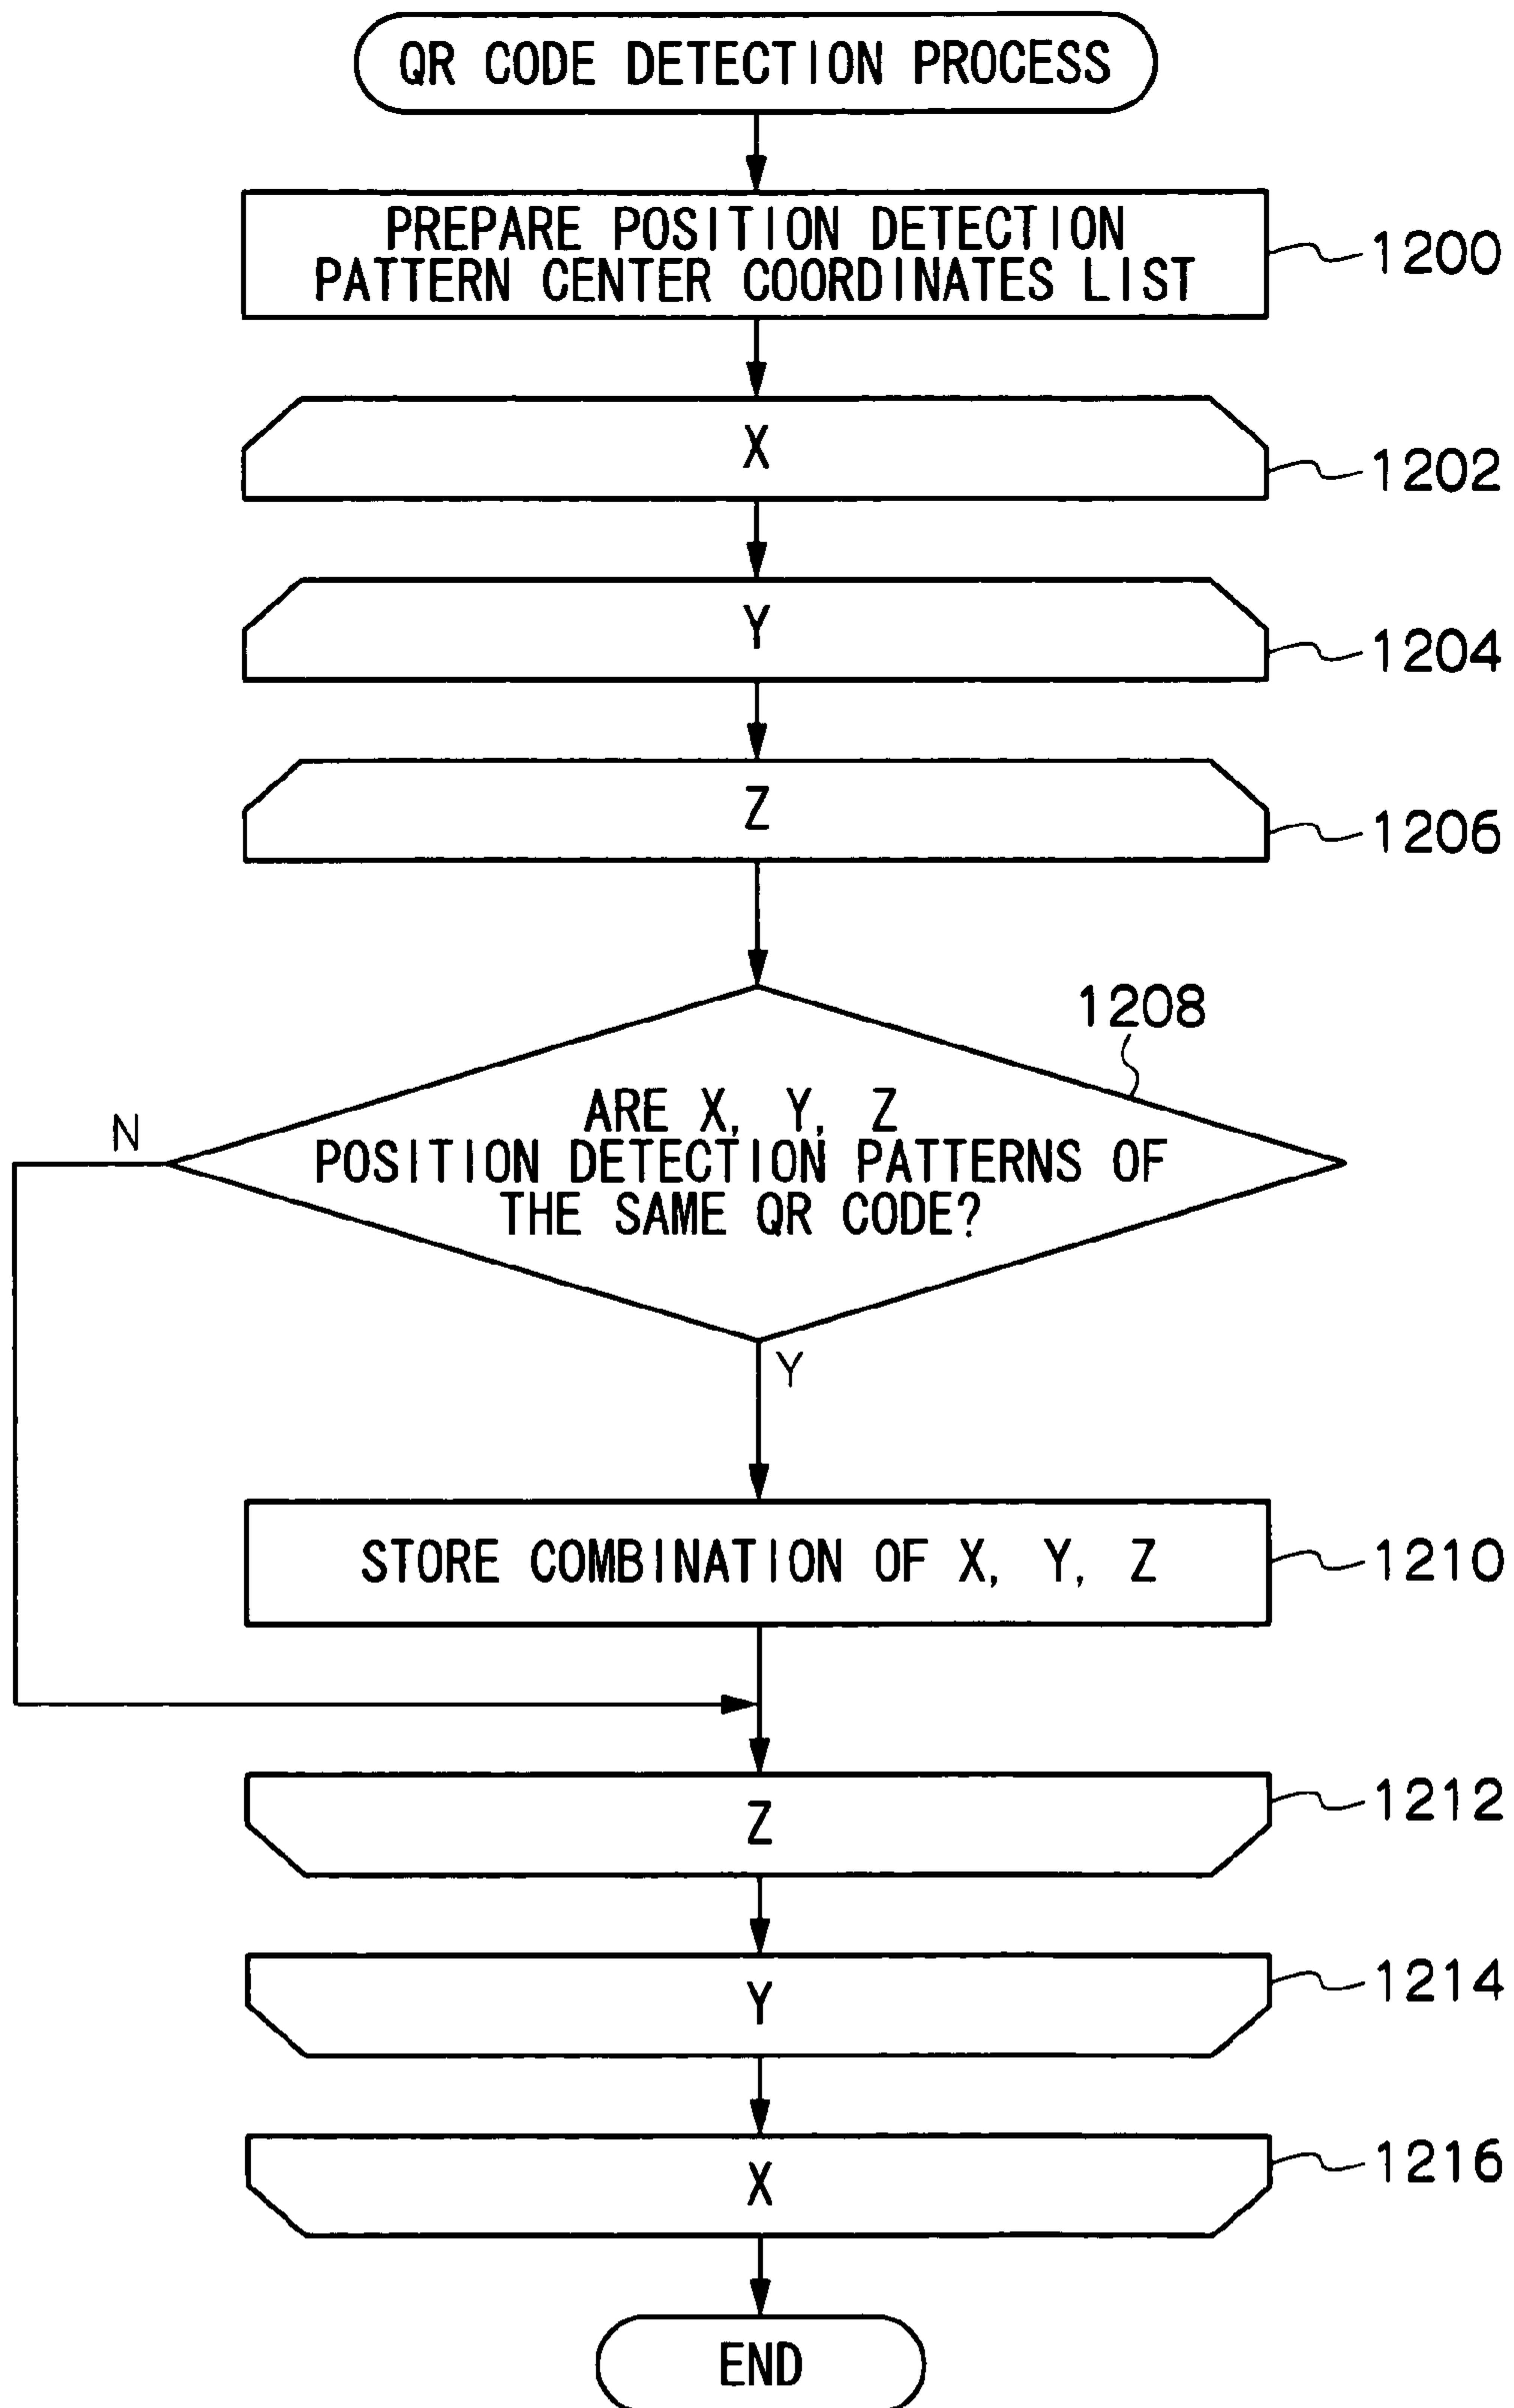 QR CODE DETECTION PROCESS
PREPARE POSITION DETECTION
PATTERN CENTER COORDINATES LIST
1200
X
1202
Y
1204
Z
1206
1208
ARE X, Y, Z
POSITION DETECTION PATTERNS OF
THE SAME QR CODE?
N
Y
STORE COMBINATION OF X, Y, Z
1210
Z
1212
Y
1214
X
1216
END